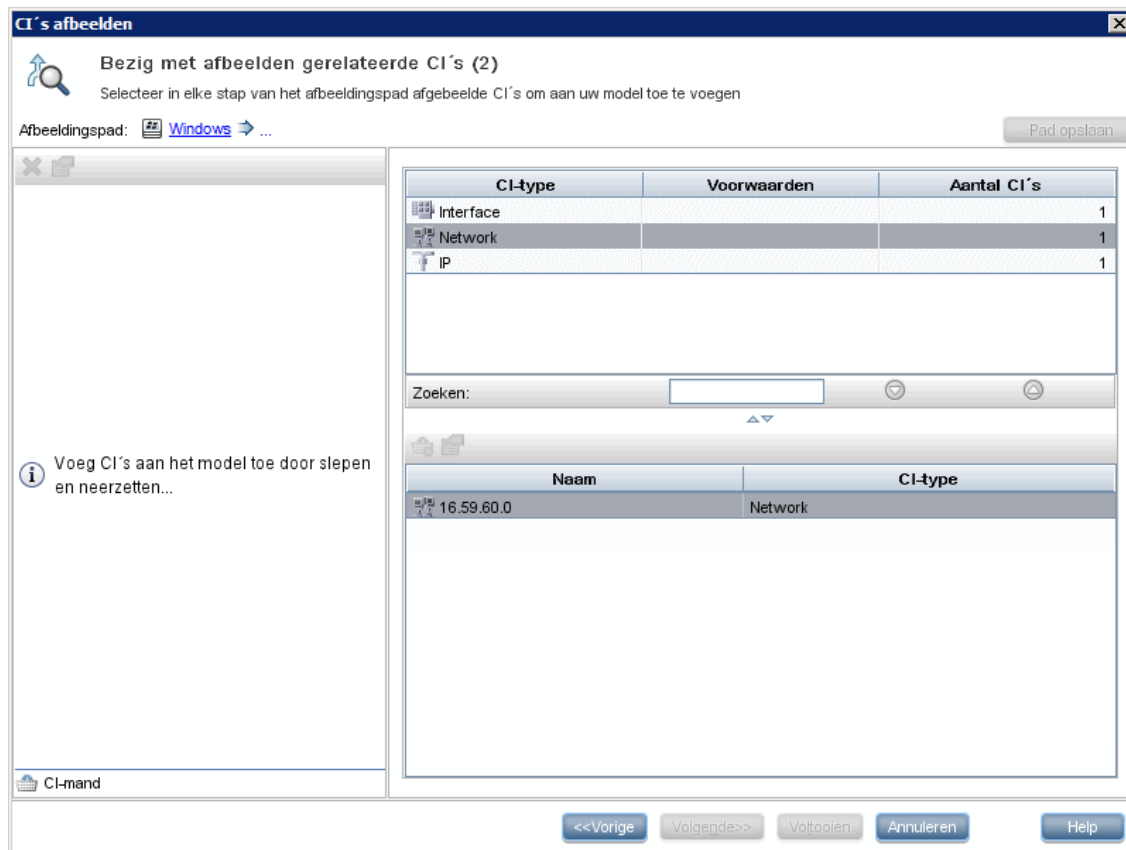 CI´s afbeelden
Bezig met afbeelden gerelateerde CI´s (2)
Selecteer in elke stap van het afbeeldingspad afgebeelde CI´s om aan uw model toe te voegen
Afbeeldingspad: Windows ...
Pad opslaan
CI-type Voorwaarden Aantal CI´s
Interface 1
Network 1
IP 1
Zoeken:
Voeg CI´s aan het model toe door slepen
en neerzetten...
Naam CI-type
16.59.60.0 Network
CI-mand
<<Vorige Volgende>> Voltooien Annuleren Help